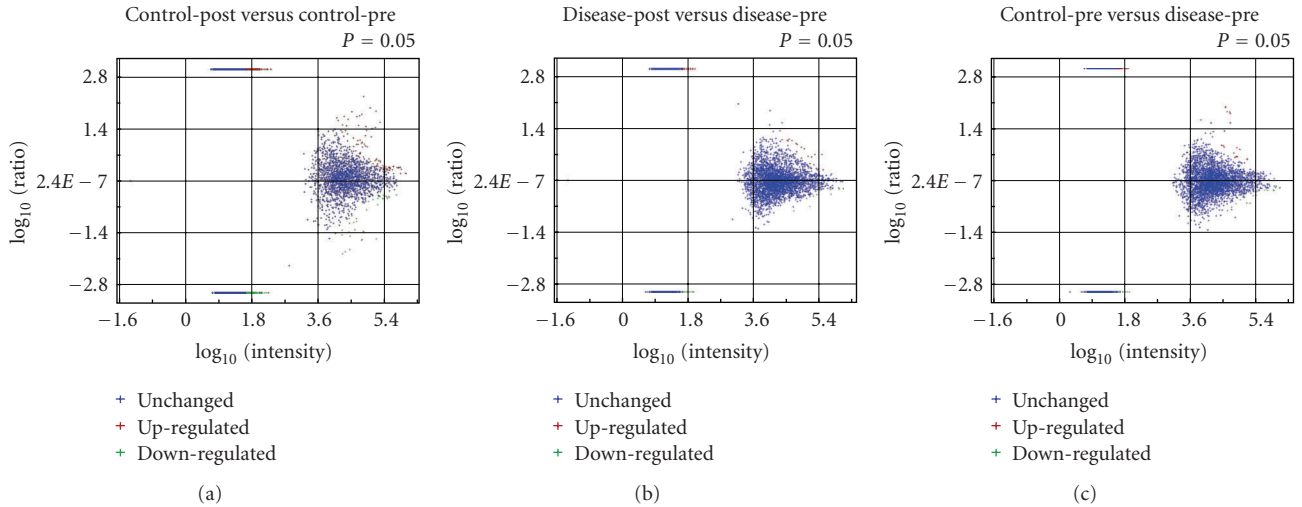 Control-post versus control-pre
P = 0.05
2.8
1.4
2.4E − 7
−1.4
−2.8
log10 (ratio)
−1.6 0 1.8 3.6 5.4
log10 (intensity)
+ Unchanged
+ Up-regulated
+ Down-regulated
(a)
Disease-post versus disease-pre
P = 0.05
2.8
1.4
2.4E − 7
−1.4
−2.8
log10 (ratio)
−1.6 0 1.8 3.6 5.4
log10 (intensity)
+ Unchanged
+ Up-regulated
+ Down-regulated
(b)
Control-pre versus disease-pre
P = 0.05
2.8
1.4
2.4E − 7
−1.4
−2.8
log10 (ratio)
−1.6 0 1.8 3.6 5.4
log10 (intensity)
+ Unchanged
+ Up-regulated
+ Down-regulated
(c)